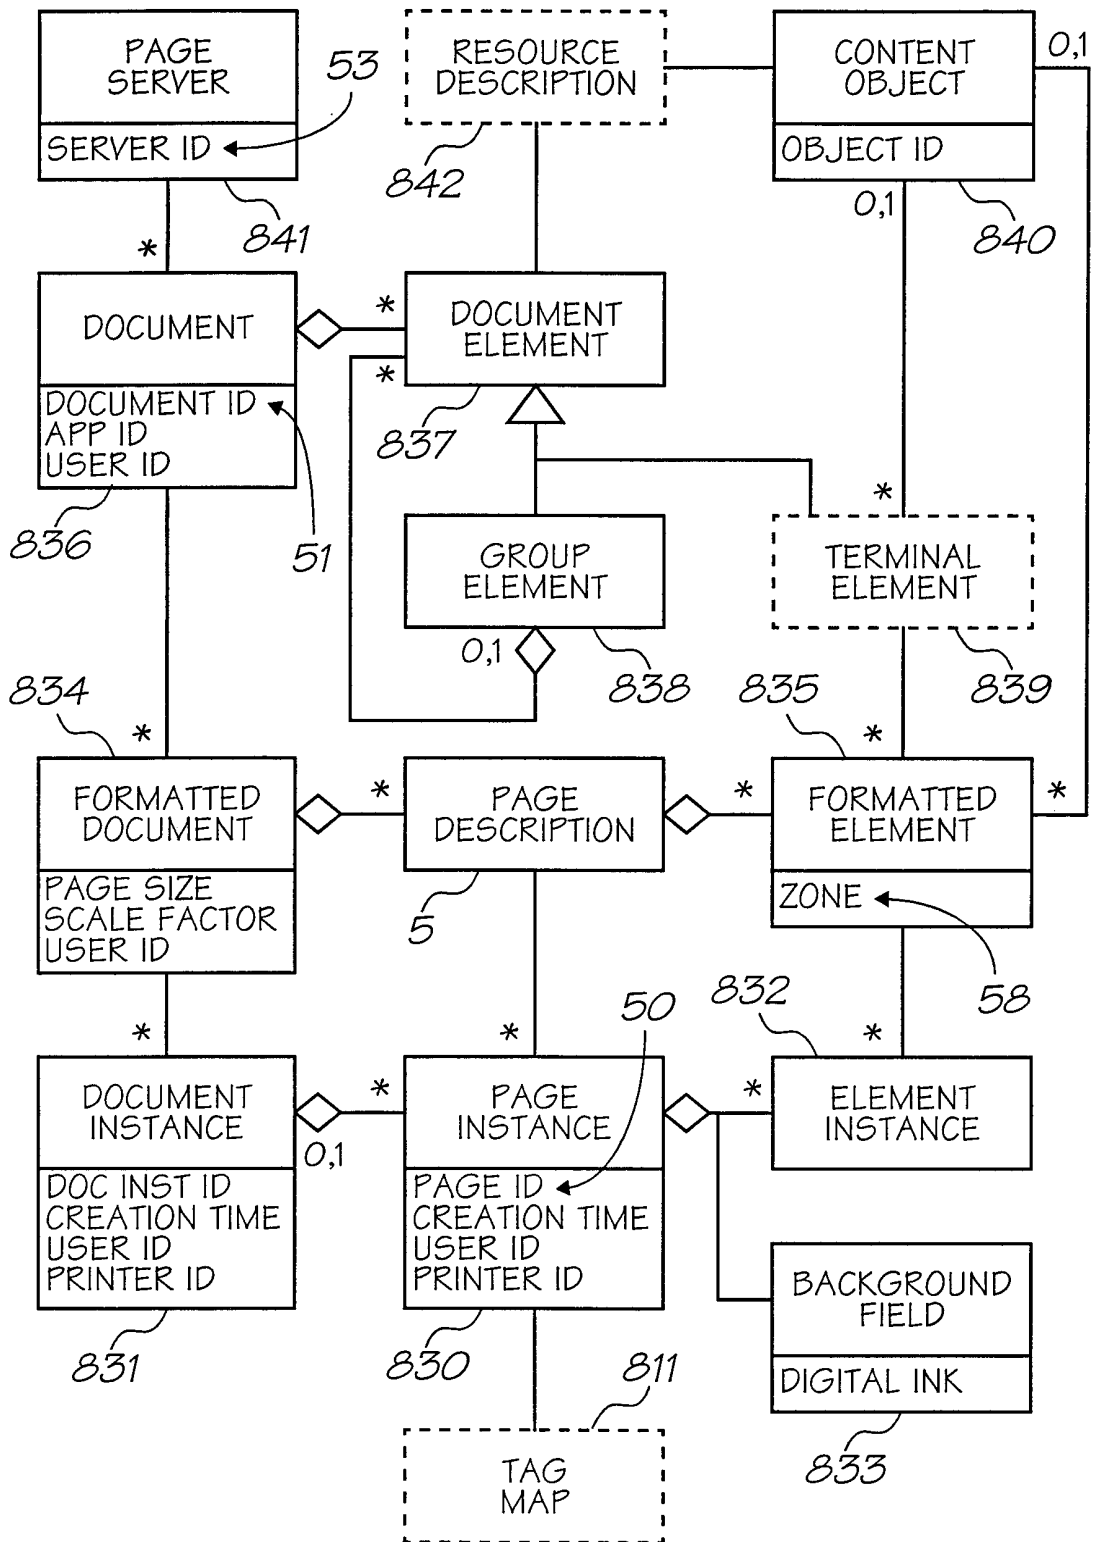 PAGE
SERVER
SERVER ID
53
841
RESOURCE
DESCRIPTION
842
CONTENT
OBJECT
OBJECT ID
0,1
0,1
840
*
DOCUMENT
DOCUMENT ID
APP ID
USER ID
836
51
*
*
DOCUMENT
ELEMENT
837
GROUP
ELEMENT
0,1
838
*
TERMINAL
ELEMENT
839
834
*
FORMATTED
DOCUMENT
PAGE SIZE
SCALE FACTOR
USER ID
*
PAGE
DESCRIPTION
5
835
*
*
*
FORMATTED
ELEMENT
ZONE
58
*
DOCUMENT
INSTANCE
0,1
DOC INST ID
CREATION TIME
USER ID
PRINTER ID
831
*
*
50
PAGE
INSTANCE
PAGE ID
CREATION TIME
USER ID
PRINTER ID
830
832
*
*
ELEMENT
INSTANCE
BACKGROUND
FIELD
DIGITAL INK
833
811
TAG
MAP